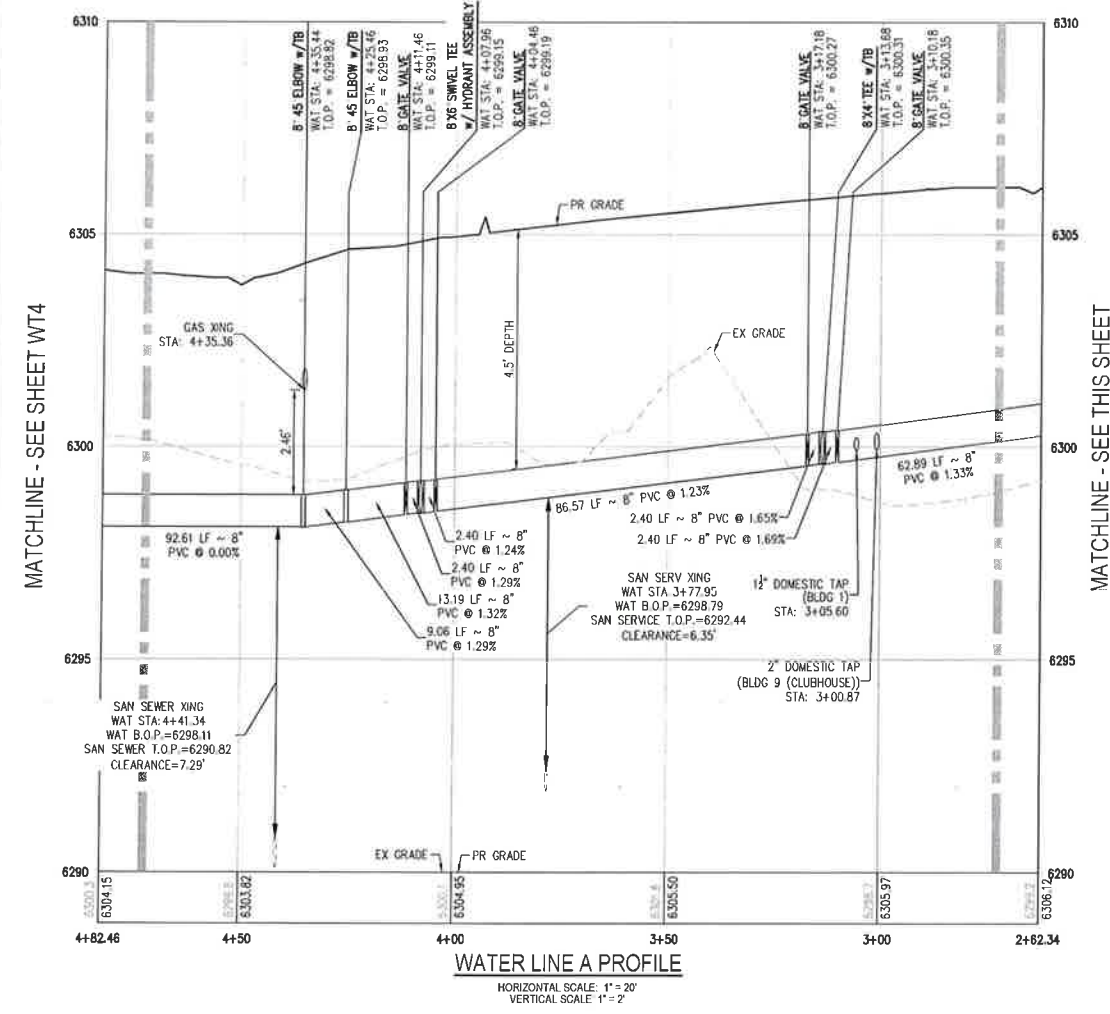 6310
6305
6300
6295
6290
6310
6305
6300
6295
6290
MATCHLINE - SEE SHEET WT4
MATCHLINE - SEE THIS SHEET
8" 45 ELBOW w/TB
WAT STA: 4+35.44
T.O.P. = 6298.82
8" 45 ELBOW w/TB
WAT STA: 4+25.46
T.O.P. = 6298.93
8"GATE VALVE
WAT STA: 4+11.46
T.O.P. = 6299.11
8"X6" SWIVEL TEE
w/ HYDRANT ASSEMBLY
WAT STA: 4+07.96
T.O.P. = 6299.15
8"GATE VALVE
WAT STA: 4+04.46
T.O.P. = 6299.19
8"GATE VALVE
WAT STA: 3+17.18
T.O.P. = 6300.27
8"X4" TEE w/TB
WAT STA: 3+13.68
T.O.P. = 6300.31
8"GATE VALVE
WAT STA: 3+10.18
T.O.P. = 6300.35
PR GRADE
GAS XING
STA: 4+35.36
2.46'
4.5' DEPTH
EX GRADE
92.61 LF ~ 8"
PVC @ 0.00%
86.57 LF ~ 8" PVC @ 1.23%
62.89 LF ~ 8"
PVC @ 1.33%
2.40 LF ~ 8" PVC @ 1.65%
2.40 LF ~ 8" PVC @ 1.69%
2.40 LF ~ 8"
PVC @ 1.24%
2.40 LF ~ 8"
PVC @ 1.29%
13.19 LF ~ 8"
PVC @ 1.32%
9.06 LF ~ 8"
PVC @ 1.29%
SAN SERV XING
WAT STA 3+77.95
WAT B.O.P.=6298.79
SAN SERVICE T.O.P.=6292.44
CLEARANCE=6.35'
1½" DOMESTIC TAP
(BLDG 1)
STA: 3+05.60
2" DOMESTIC TAP
(BLDG 9 (CLUBHOUSE))
STA: 3+00.87
SAN SEWER XING
WAT STA: 4+41.34
WAT B.O.P.=6298.11
SAN SEWER T.O.P.=6290.82
CLEARANCE=7.29'
EX GRADE
PR GRADE
6300.3
6304.15
6303.82
6304.95
6305.50
6305.97
6299.2
6306.12
4+82.46
4+50
4+00
3+50
3+00
2+62.34
WATER LINE A PROFILE
HORIZONTAL SCALE: 1" = 20'
VERTICAL SCALE 1" = 2'